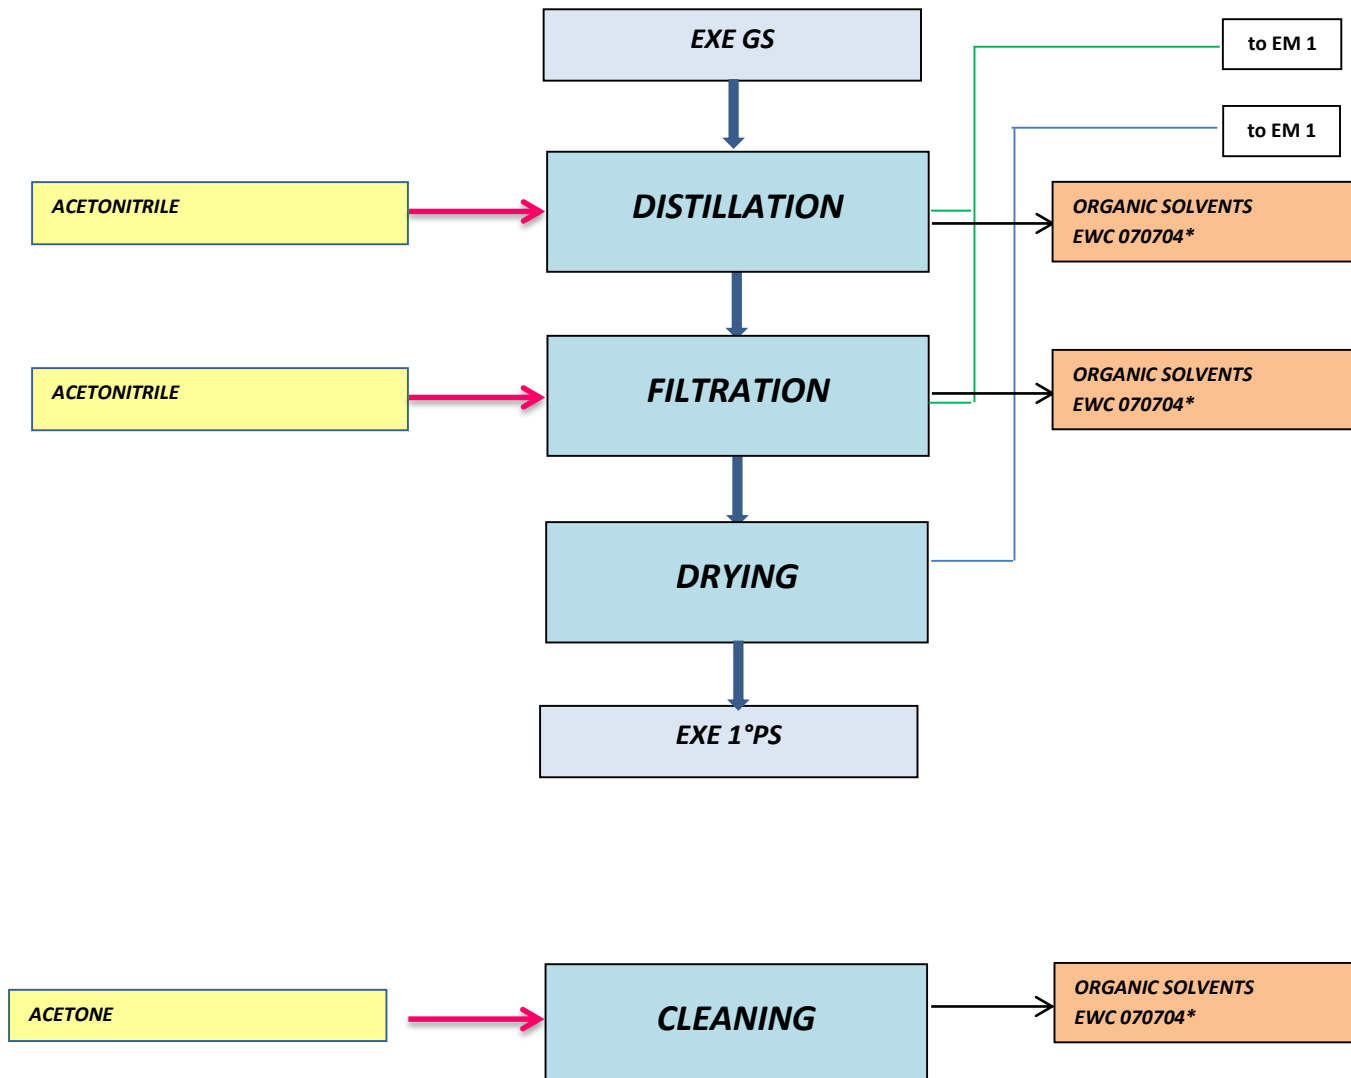 EXE GS
to EM 1
to EM 1
ACETONITRILE
DISTILLATION
ORGANIC SOLVENTS
EWC 070704*
ACETONITRILE
FILTRATION
ORGANIC SOLVENTS
EWC 070704*
DRYING
EXE 1°PS
ACETONE
CLEANING
ORGANIC SOLVENTS
EWC 070704*